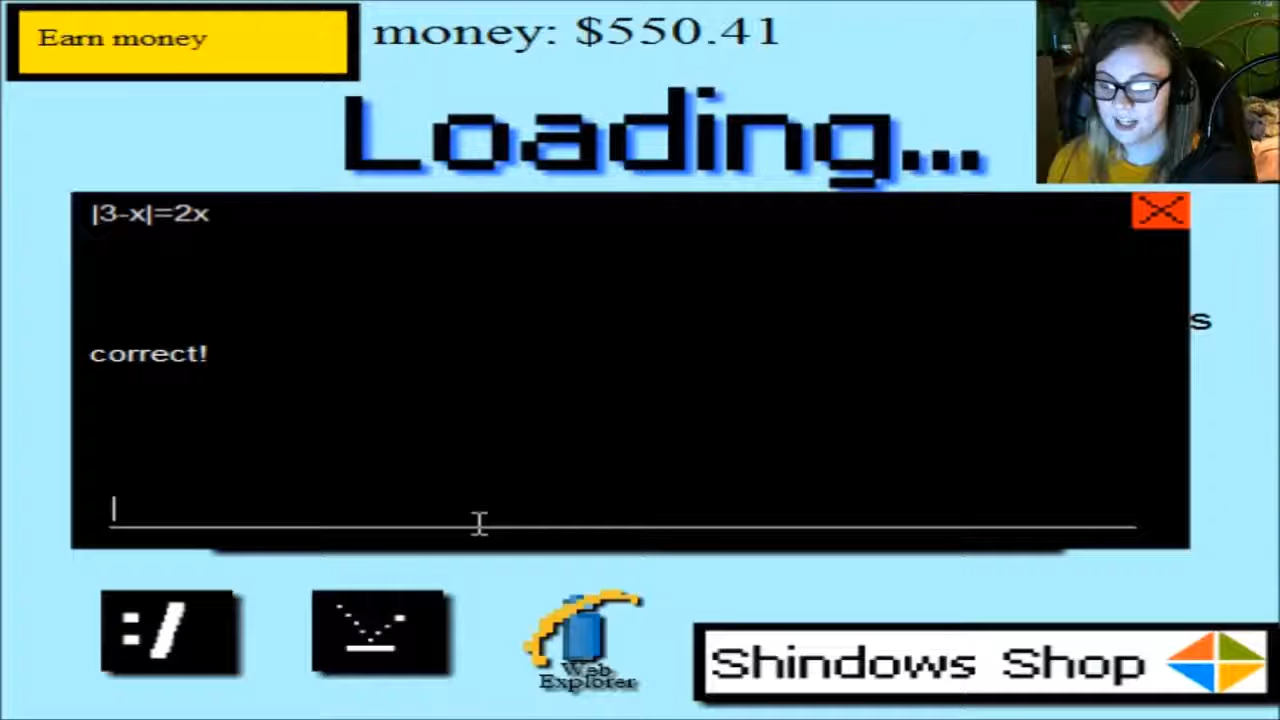 Earn money
money: $550.41
Loading...
|3-x|=2x
s
correct!
:/
Web
Explorer
Shindows Shop